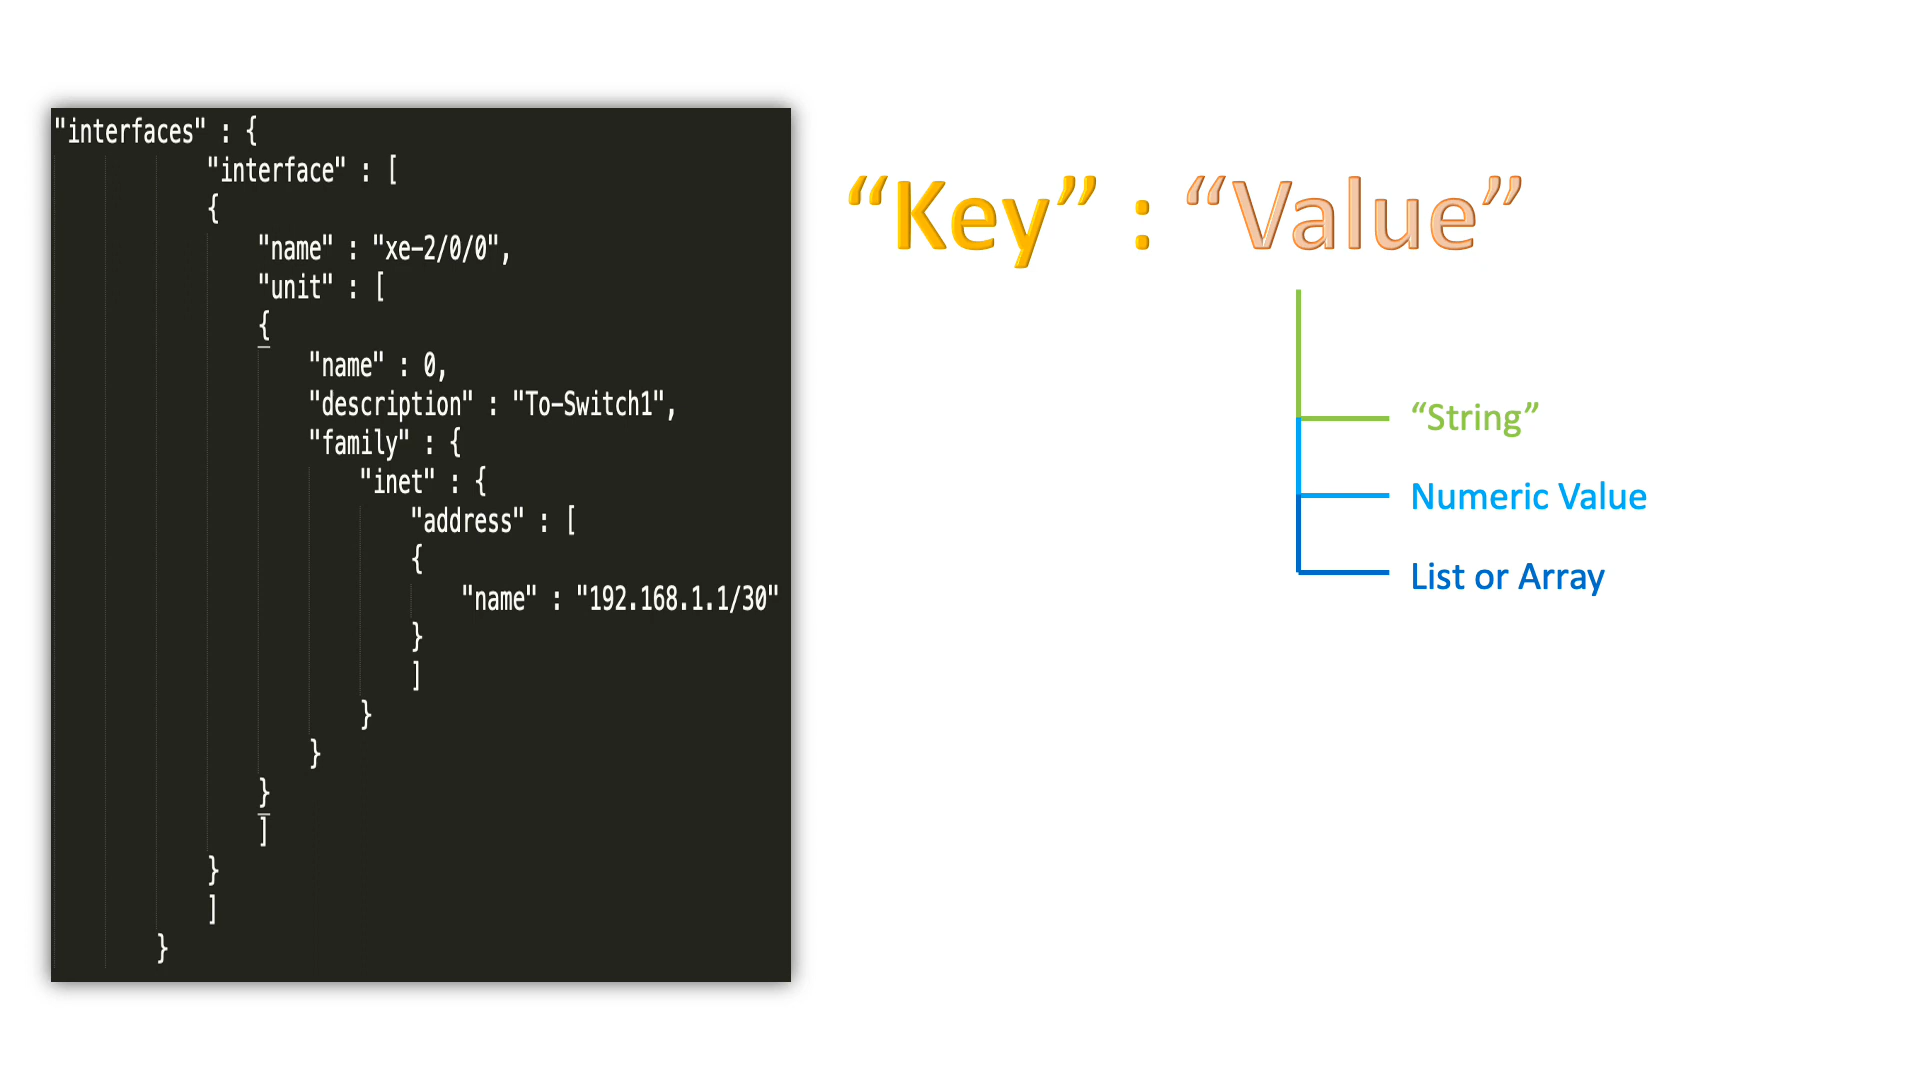 "interfaces" : {
"interface" : [
{
"name" : "xe-2/0/0",
"unit" : [
{
"name" : 0,
"description" : "To-Switch1",
"family" : {
"inet" : {
"address" : [
{
"name" : "192.168.1.1/30"
}
]
}
}
}
]
}
]
}
“Key” : “Value”
“String”
Numeric Value
List or Array